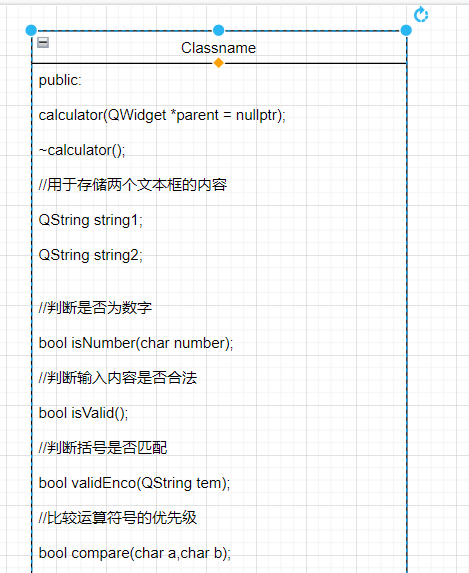 Classname
public:
calculator(QWidget *parent = nullptr);
~calculator();
//用于存储两个文本框的内容
QString string1;
QString string2;
//判断是否为数字
bool isNumber(char number);
//判断输入内容是否合法
bool isValid();
//判断括号是否匹配
bool validEnco(QString tem);
//比较运算符号的优先级
bool compare(char a,char b);